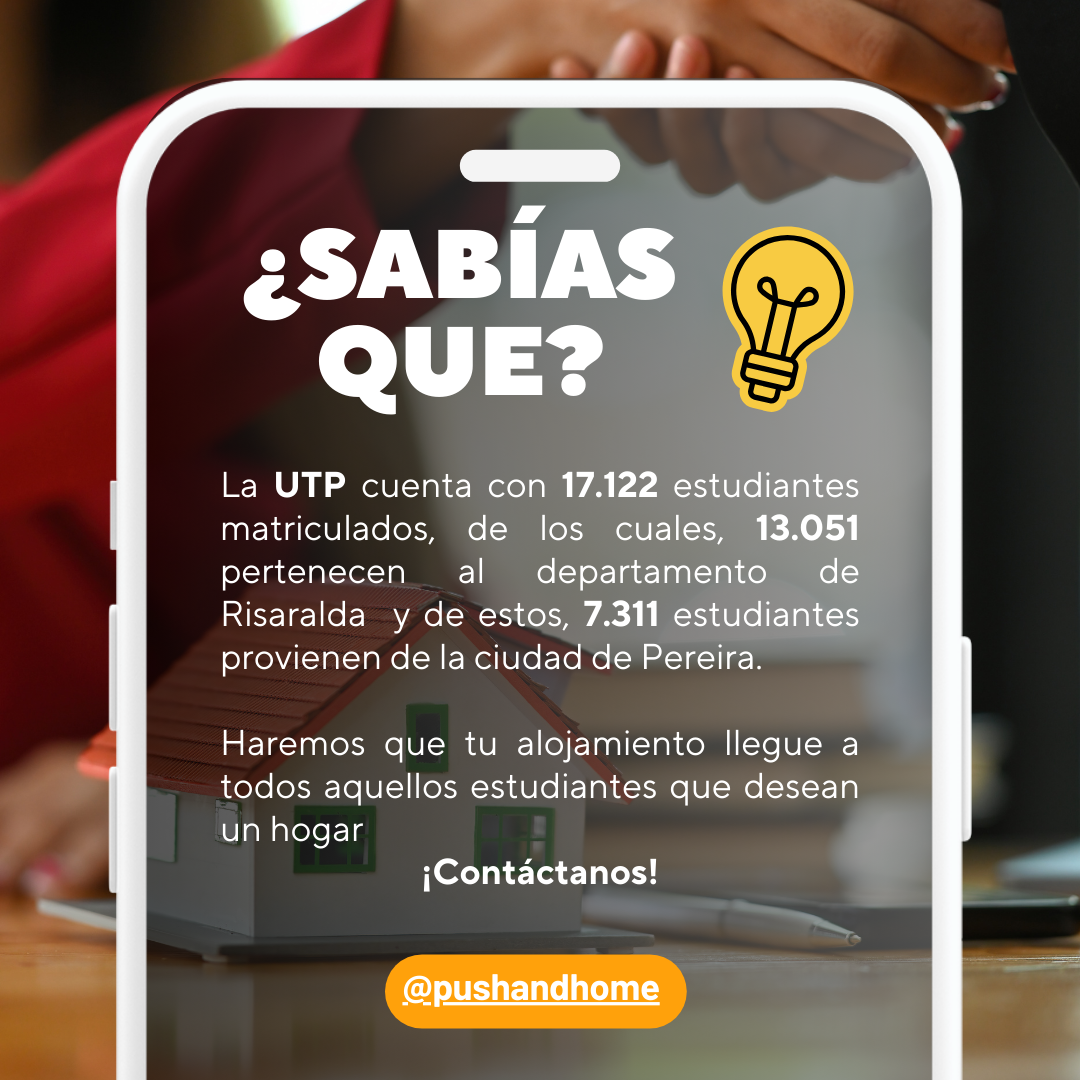 ¿SABÍAS
QUE?
La UTP cuenta con 17.122 estudiantes
matriculados, de los cuales, 13.051
pertenecen al departamento de
Risaralda y de estos, 7.311 estudiantes
provienen de la ciudad de Pereira.
Haremos que tu alojamiento llegue a
todos aquellos estudiantes que desean
un hogar
¡Contáctanos!
@pushandhome